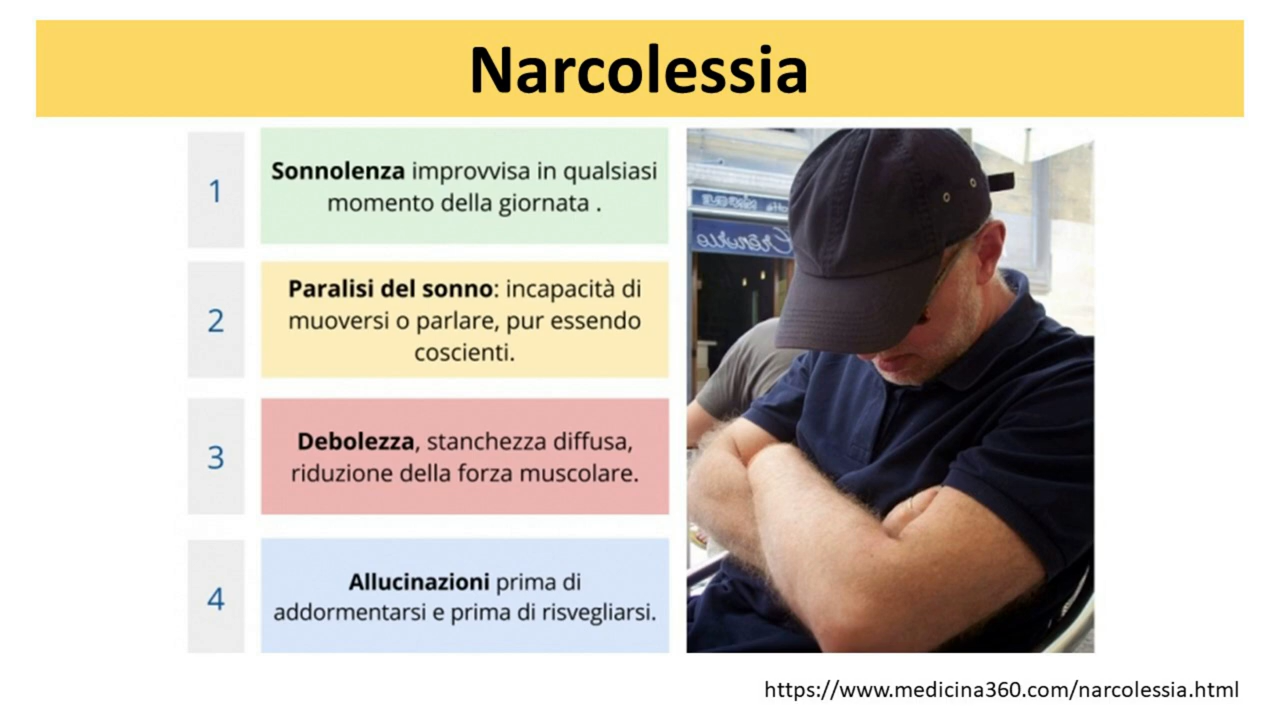 Narcolessia
1
Sonnolenza improvvisa in qualsiasi
momento della giornata .
2
Paralisi del sonno: incapacità di
muoversi o parlare, pur essendo
coscienti.
3
Debolezza, stanchezza diffusa,
riduzione della forza muscolare.
4
Allucinazioni prima di
addormentarsi e prima di risvegliarsi.
https://www.medicina360.com/narcolessia.html